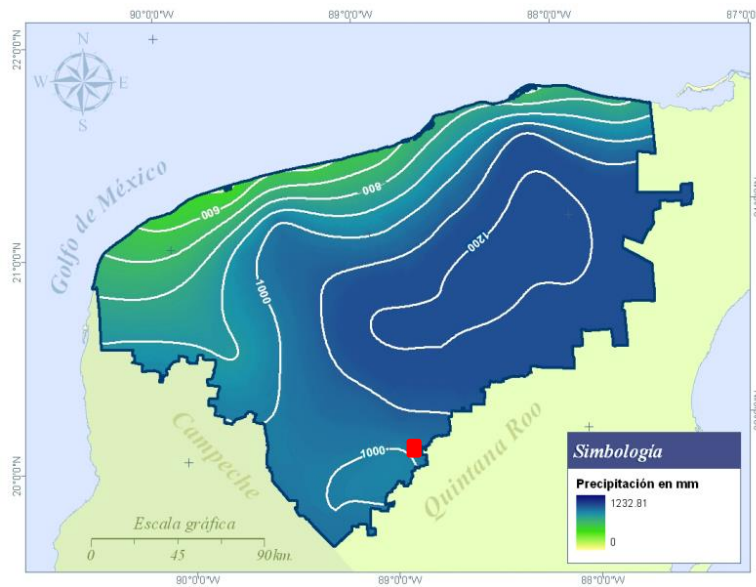 90°0'0"W 89°0'0"W 88°0'0"W 87°0'0"W
22°0'0"N
N
W E
S
Golfo de México
800
600
21°0'0"N
1200
1000
1000
Campeche
Quintana Roo
20°0'0"N
Escala gráfica
0 45 90km.
Simbología
Precipitación en mm
1232.81
0
90°0'0"W 89°0'0"W 88°0'0"W